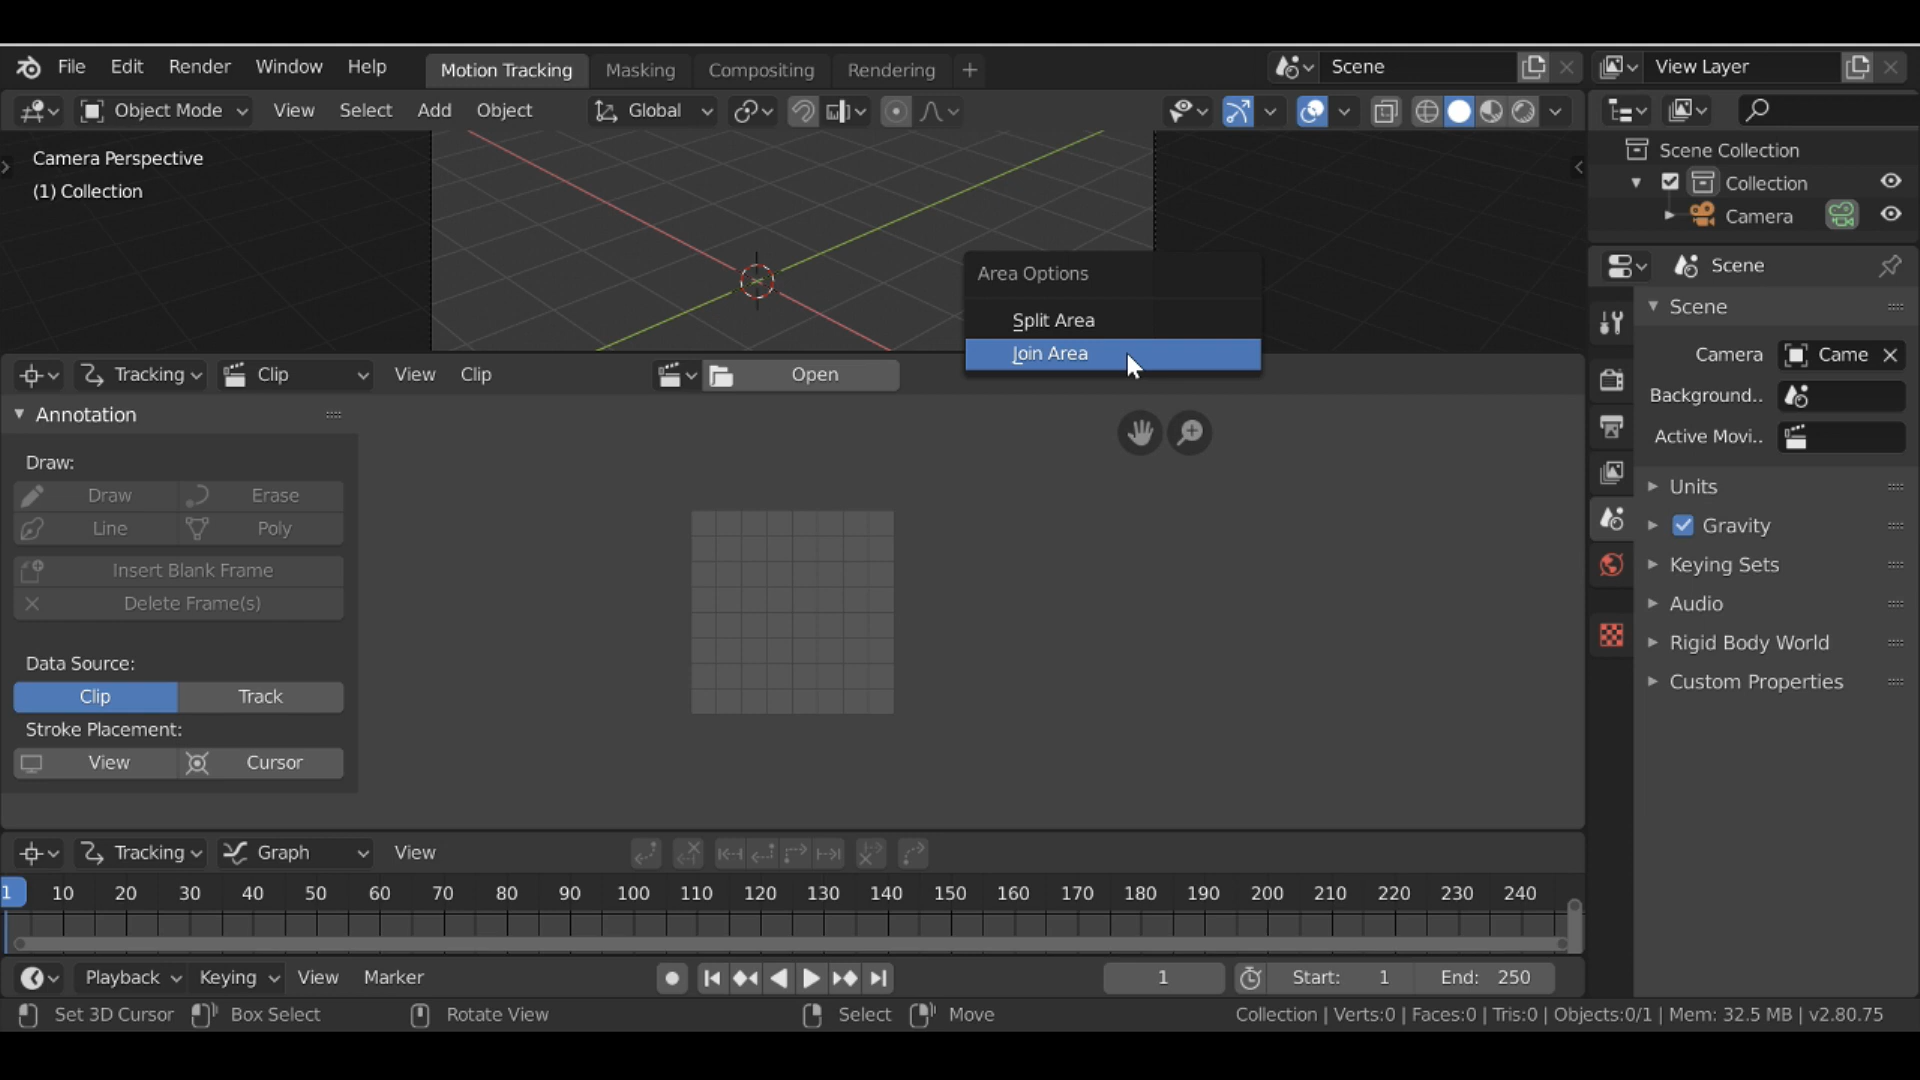 File Edit Render Window Help Motion Tracking Masking Compositing Rendering + Scene View Layer
Object Mode View Select Add Object Global
Camera Perspective
(1) Collection
Scene Collection
Collection
Camera
Area Options
Split Area
Join Area
Scene
Scene
Camera Came
Background..
Active Movi..
Units
Gravity
Keying Sets
Audio
Rigid Body World
Custom Properties
Tracking Clip View Clip Open
Annotation
Draw:
Draw Erase
Line Poly
Insert Blank Frame
Delete Frame(s)
Data Source:
Clip Track
Stroke Placement:
View Cursor
Tracking Graph View
1 10 20 30 40 50 60 70 80 90 100 110 120 130 140 150 160 170 180 190 200 210 220 230 240
Playback Keying View Marker 1 Start: 1 End: 250
Set 3D Cursor Box Select Rotate View Select Move Collection | Verts:0 | Faces:0 | Tris:0 | Objects:0/1 | Mem: 32.5 MB | v2.80.75